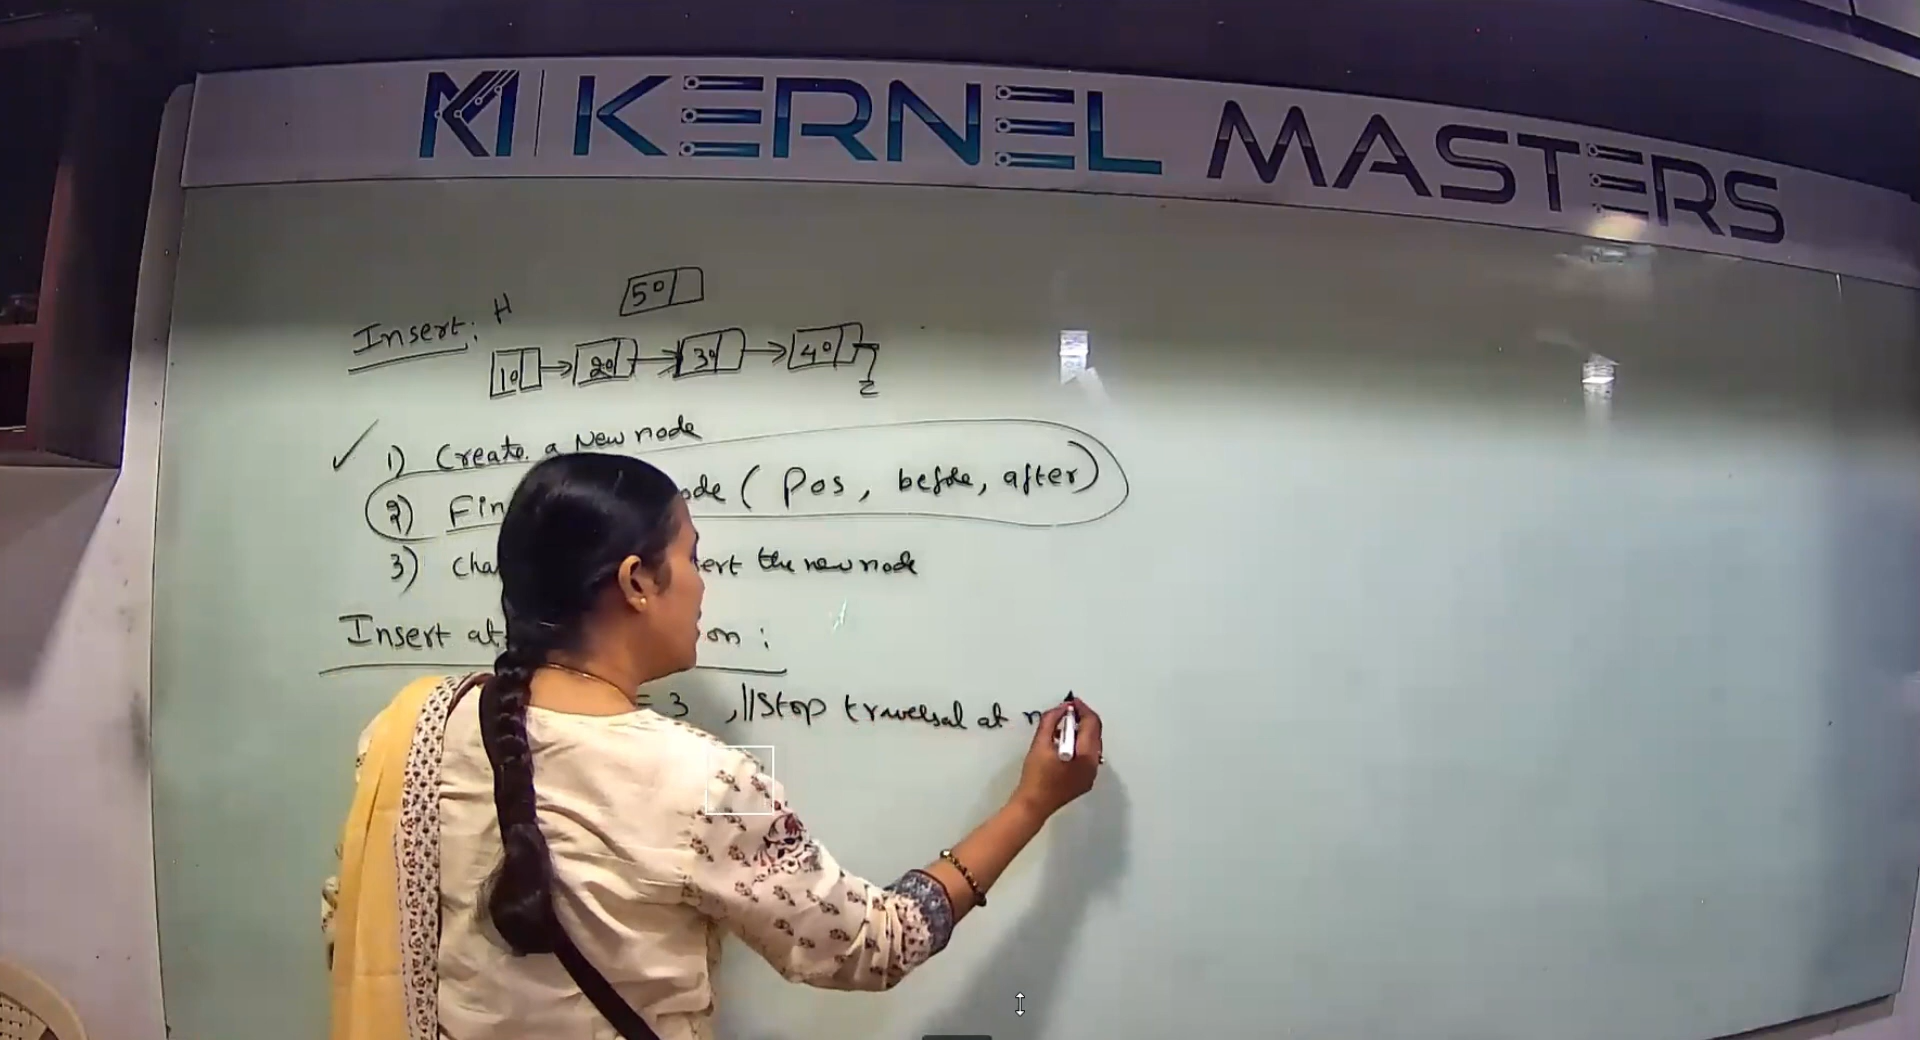 KM KERNEL MASTERS
50
Insert: H
10 20 30 40
1) Create a New node
2) Fin ode (Pos, before, after)
3) cha ert the new node
Insert at on:
= 3 , //Stop traversal at n